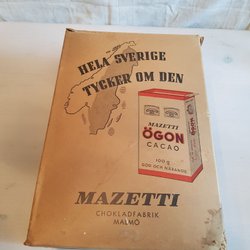 HELA SVERIGE
TYCKER OM DEN
MAZETTI
ÖGON
CACAO
100 g
GOD OCH NÄRANDE
MAZETTI
CHOKLADFABRIK
MALMÖ